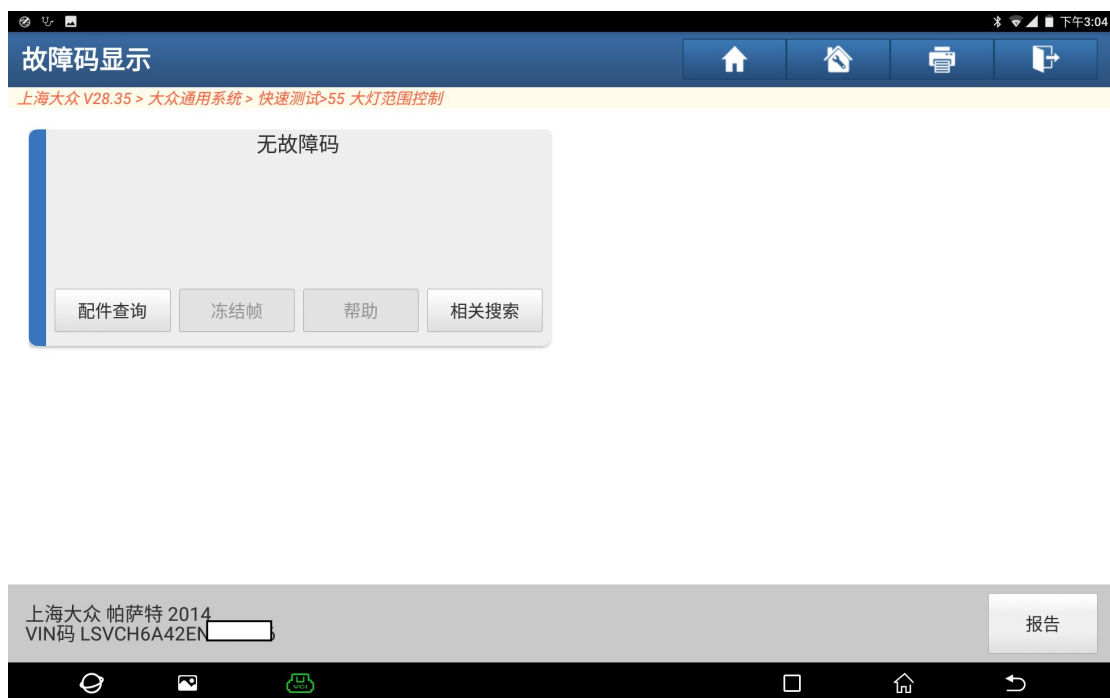 下午3:04
故障码显示
上海大众 V28.35 > 大众通用系统 > 快速测试>55 大灯范围控制
无故障码
配件查询 冻结帧 帮助 相关搜索
上海大众 帕萨特 2014
VIN码 LSVCH6A42EN
报告
VCI